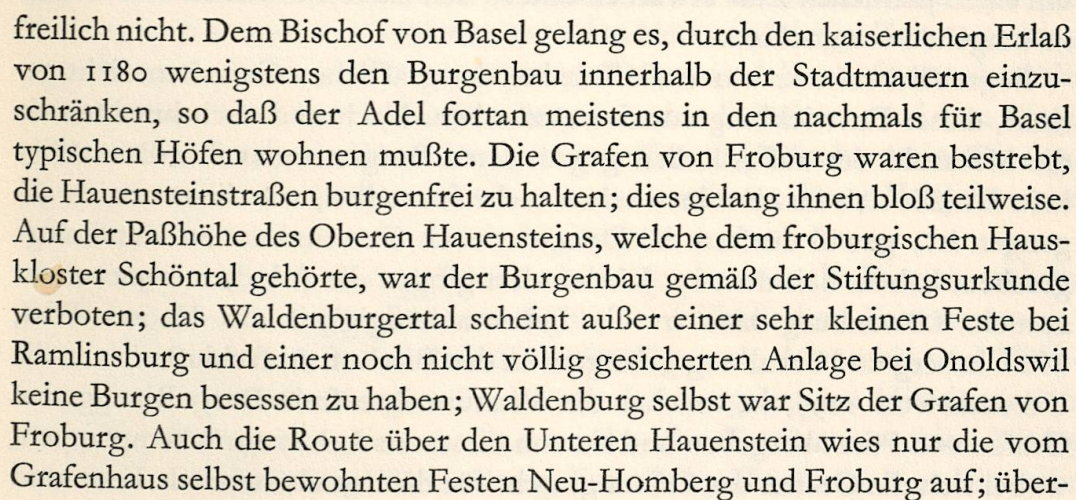 freilich nicht. Dem Bischof von Basel gelang es, durch den kaiserlichen Erlaß
von 1180 wenigstens den Burgenbau innerhalb der Stadtmauern einzu-
schränken, so daß der Adel fortan meistens in den nachmals für Basel
typischen Höfen wohnen mußte. Die Grafen von Froburg waren bestrebt,
die Hauensteinstraßen burgenfrei zu halten; dies gelang ihnen bloß teilweise.
Auf der Paßhöhe des Oberen Hauensteins, welche dem froburgischen Haus-
kloster Schöntal gehörte, war der Burgenbau gemäß der Stiftungsurkunde
verboten; das Waldenburgertal scheint außer einer sehr kleinen Feste bei
Ramlinsburg und einer noch nicht völlig gesicherten Anlage bei Onoldswil
keine Burgen besessen zu haben; Waldenburg selbst war Sitz der Grafen von
Froburg. Auch die Route über den Unteren Hauenstein wies nur die vom
Grafenhaus selbst bewohnten Festen Neu-Homberg und Froburg auf; über-